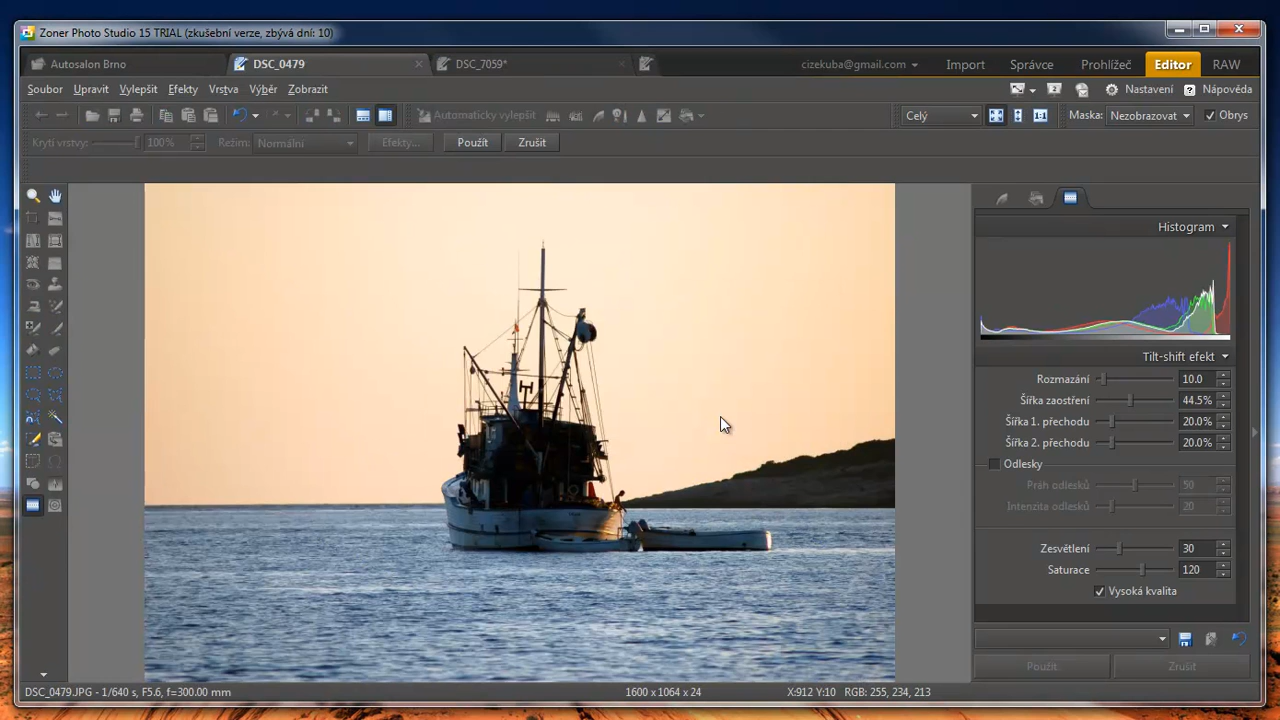 Zoner Photo Studio 15 TRIAL (zkušební verze, zbývá dní: 10)
Autosalon Brno
DSC_0479
DSC_7059*
cizekuba@gmail.com
Import
Správce
Prohlížeč
Editor
RAW
Soubor
Upravit
Vylepšit
Efekty
Vrstva
Výběr
Zobrazit
Nastavení
Nápověda
Automaticky vylepšit
Celý
1:1
Maska: Nezobrazovat
Obrys
Krytí vrstvy:
100%
Režim: Normální
Efekty...
Použít
Zrušit
Histogram
Tilt-shift efekt
Rozmazání 10.0
Šířka zaostření 44.5%
Šířka 1. přechodu 20.0%
Šířka 2. přechodu 20.0%
Odlesky
Práh odlesků 50
Intenzita odlesků 20
Zesvětlení 30
Saturace 120
Vysoká kvalita
Použít
Zrušit
DSC_0479.JPG - 1/640 s, F5.6, f=300.00 mm
1600 x 1064 x 24
X:912 Y:10
RGB: 255, 234, 213